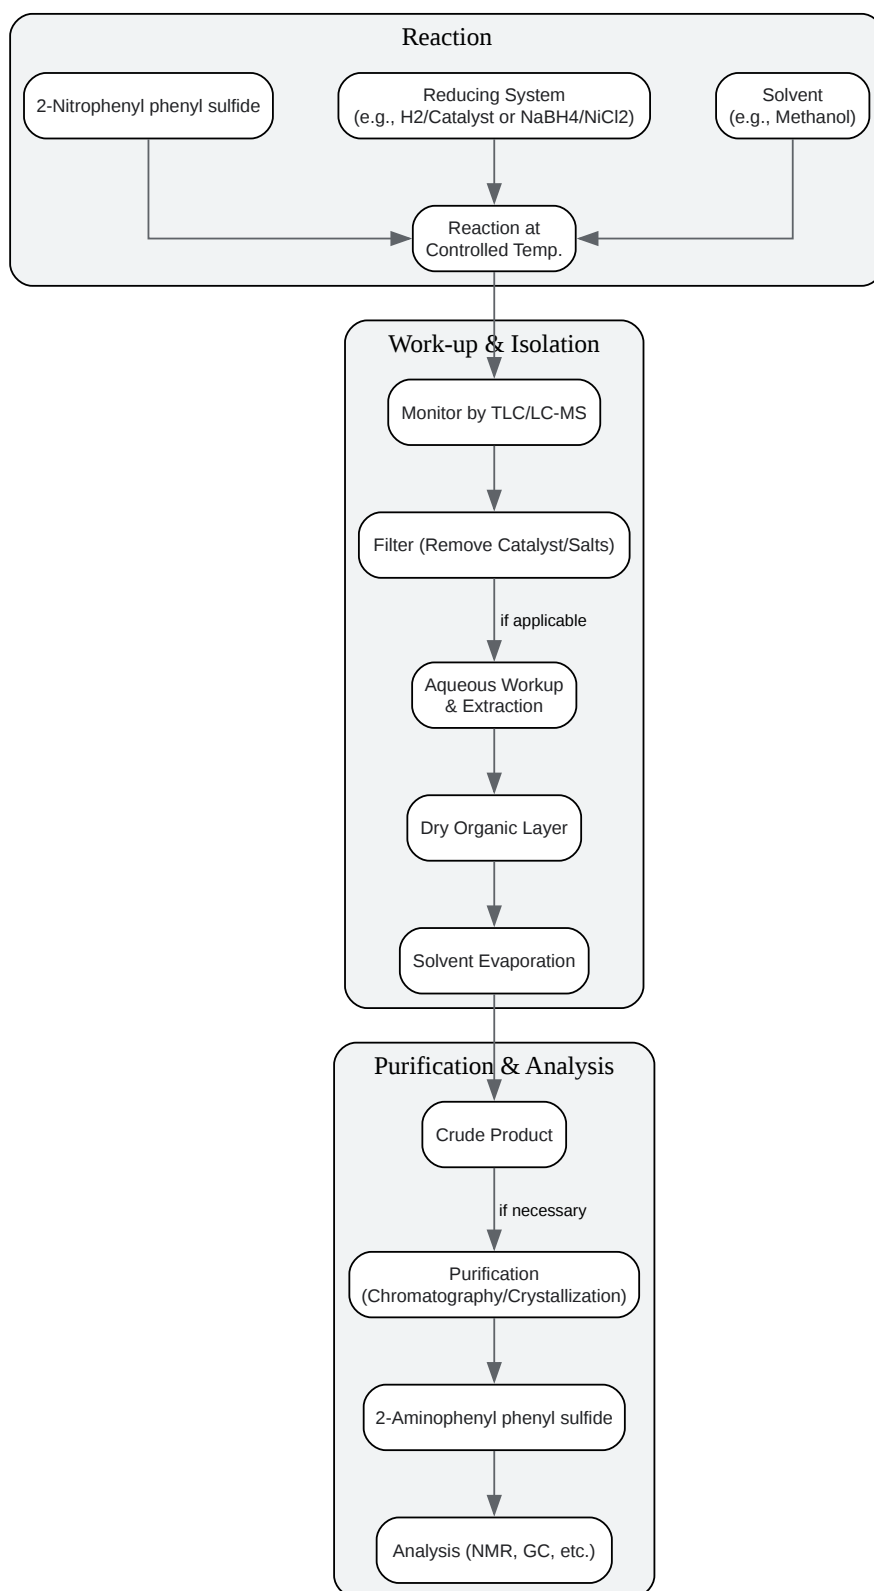 Reaction
2-Nitrophenyl phenyl sulfide
Reducing System
(e.g., H2/Catalyst or NaBH4/NiCl2)
Solvent
(e.g., Methanol)
Reaction at
Controlled Temp.
Work-up & Isolation
Monitor by TLC/LC-MS
Filter (Remove Catalyst/Salts)
if applicable
Aqueous Workup
& Extraction
Dry Organic Layer
Solvent Evaporation
Purification & Analysis
Crude Product
if necessary
Purification
(Chromatography/Crystallization)
2-Aminophenyl phenyl sulfide
Analysis (NMR, GC, etc.)